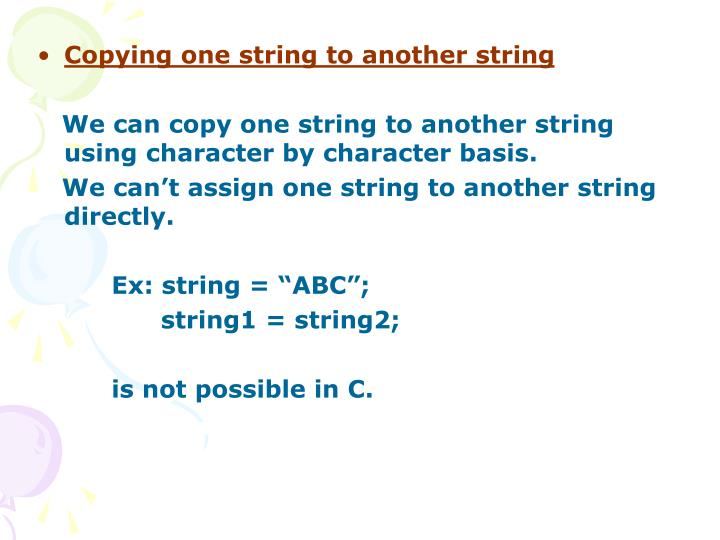 • Copying one string to another string
We can copy one string to another string
using character by character basis.
We can’t assign one string to another string
directly.
Ex: string = “ABC”;
string1 = string2;
is not possible in C.